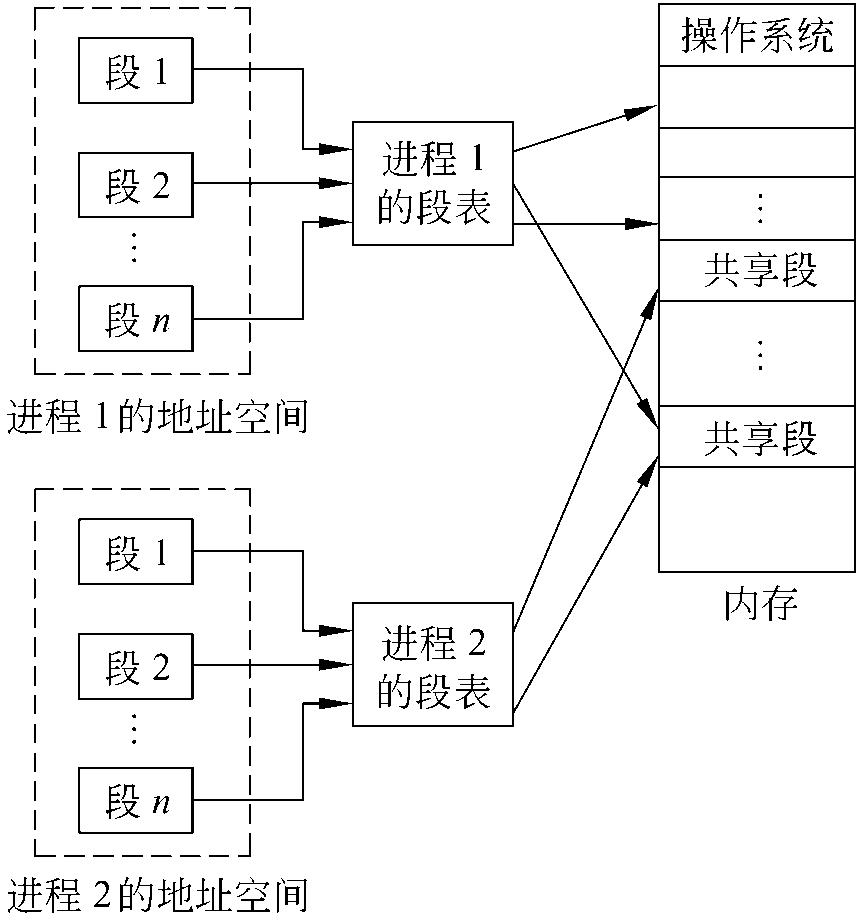 段 1
段 2
⋮
段 n
进程 1 的地址空间
进程 1
的段表
操作系统
⋮
共享段
⋮
共享段
内存
段 1
段 2
⋮
段 n
进程 2 的地址空间
进程 2
的段表